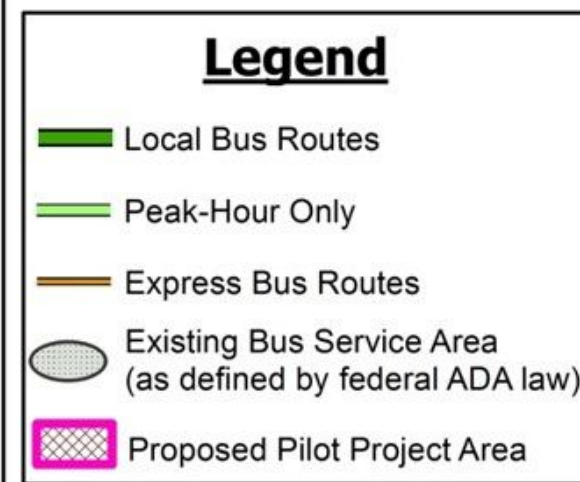 Legend
Local Bus Routes
Peak-Hour Only
Express Bus Routes
Existing Bus Service Area
(as defined by federal ADA law)
Proposed Pilot Project Area